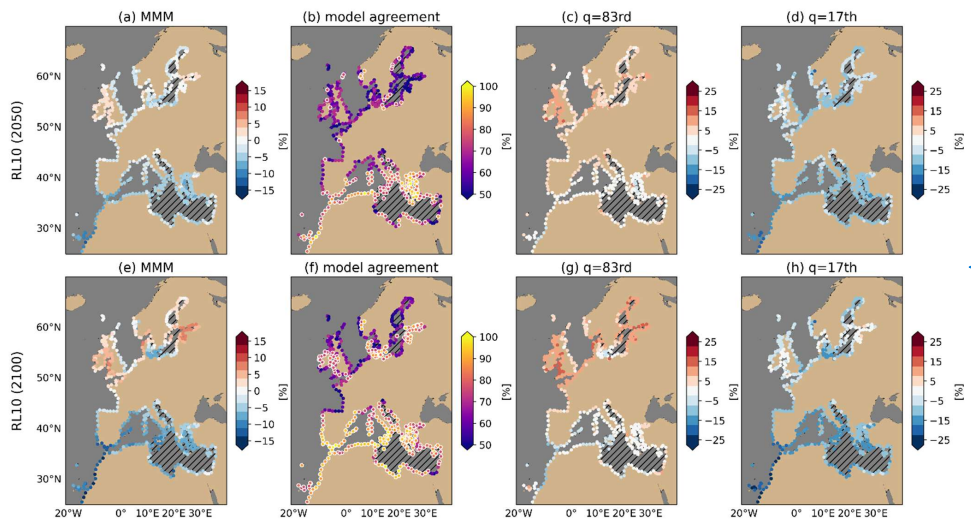 (a) MMM
(b) model agreement
(c) q=83rd
(d) q=17th
RL10 (2050)
60°N
50°N
40°N
30°N
15
10
5
0
−5
−10
−15
[%]
100
90
80
70
60
50
[%]
25
15
5
−5
−15
−25
[%]
25
15
5
−5
−15
−25
[%]
(e) MMM
(f) model agreement
(g) q=83rd
(h) q=17th
RL10 (2100)
60°N
50°N
40°N
30°N
15
10
5
0
−5
−10
−15
[%]
100
90
80
70
60
50
[%]
25
15
5
−5
−15
−25
[%]
25
15
5
−5
−15
−25
[%]
20°W 0° 10°E 20°E 30°E
20°W 0° 10°E 20°E 30°E
20°W 0° 10°E 20°E 30°E
20°W 0° 10°E 20°E 30°E